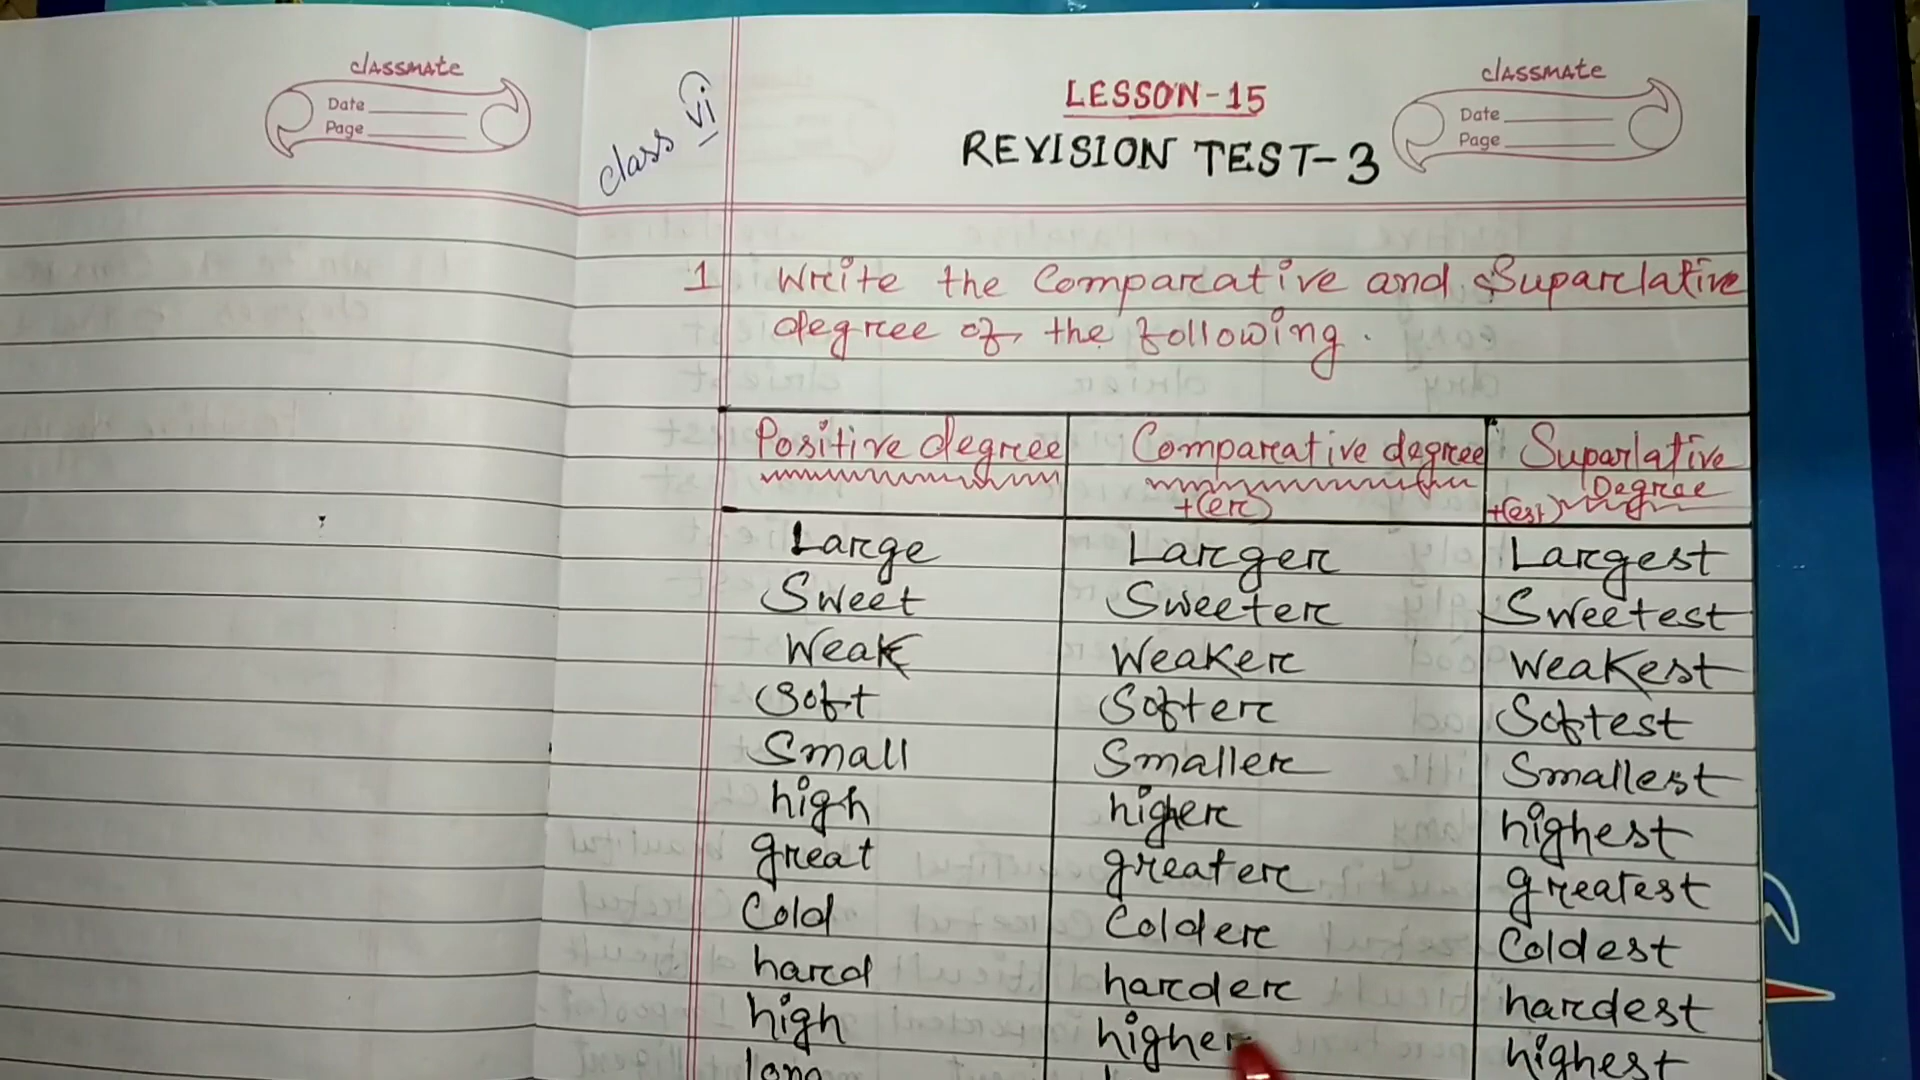 classmate
Date
Page
class vi
LESSON-15
REVISION TEST-3
classmate
Date
Page
1 Write the Comparative and Suparlative
degree of the following.
Positive degree Comparative degree Suparlative
+(er) +(est) Degree
Large Larger Largest
Sweet Sweeter Sweetest
Weak Weaker Weakest
Soft Softer Softest
Small Smaller Smallest
high higher highest
great greater greatest
Cold Colder Coldest
hard harder hardest
high higher highest
long